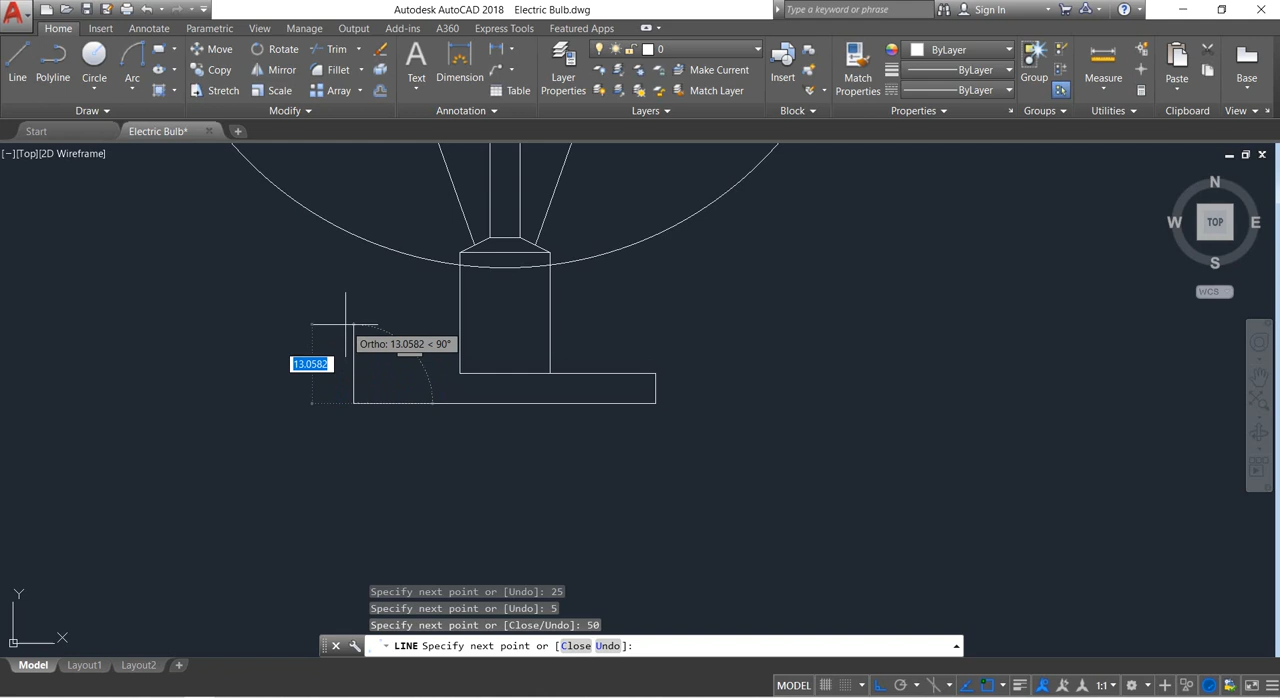 Autodesk AutoCAD 2018 Electric Bulb.dwg
Type a keyword or phrase
Sign In
Home Insert Annotate Parametric View Manage Output Add-ins A360 Express Tools Featured Apps
Line Polyline Circle Arc
Move Rotate Trim
Copy Mirror Fillet
Stretch Scale Array
Text Dimension Table
Layer Properties
0
Make Current
Match Layer
Insert
Match Properties
ByLayer
ByLayer
ByLayer
Group
Measure
Paste
Base
Draw Modify Annotation Layers Block Properties Groups Utilities Clipboard View
Start Electric Bulb*
[−][Top][2D Wireframe]
N
W TOP E
S
WCS
Ortho: 13.0582 < 90°
13.0582
Y
X
Specify next point or [Undo]: 25
Specify next point or [Undo]: 5
Specify next point or [Close/Undo]: 50
LINE Specify next point or [Close Undo]:
Model Layout1 Layout2
MODEL 1:1